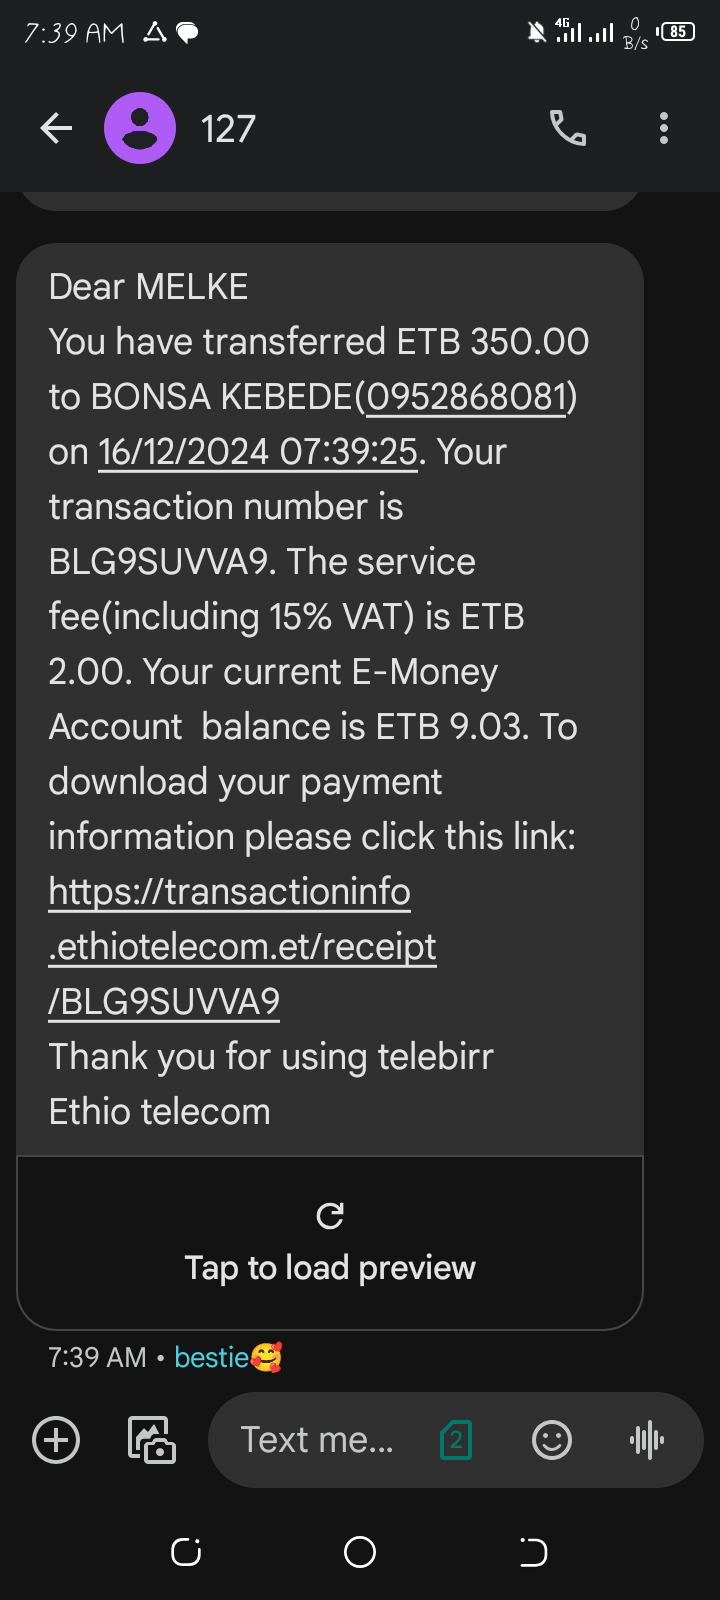 7:39 AM
4G
0
B/s
85
127
Dear MELKE
You have transferred ETB 350.00
to BONSA KEBEDE(0952868081)
on 16/12/2024 07:39:25. Your
transaction number is
BLG9SUVVA9. The service
fee(including 15% VAT) is ETB
2.00. Your current E-Money
Account  balance is ETB 9.03. To
download your payment
information please click this link:
https://transactioninfo
.ethiotelecom.et/receipt
/BLG9SUVVA9
Thank you for using telebirr
Ethio telecom
Tap to load preview
7:39 AM • bestie🥰
Text me...
2